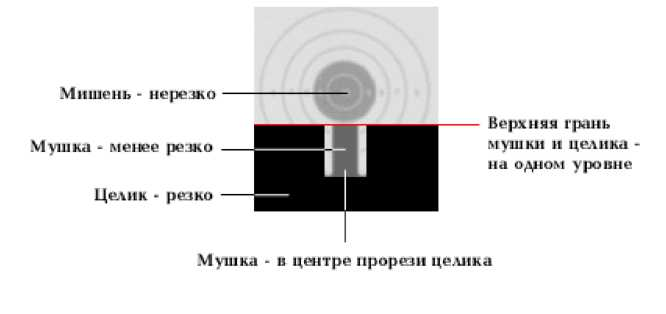 Мишень - нерезко
Верхняя грань
мушки и целика -
на одном уровне
Мушка - менее резко
Целик - резко
Мушка - в центре прорези целика